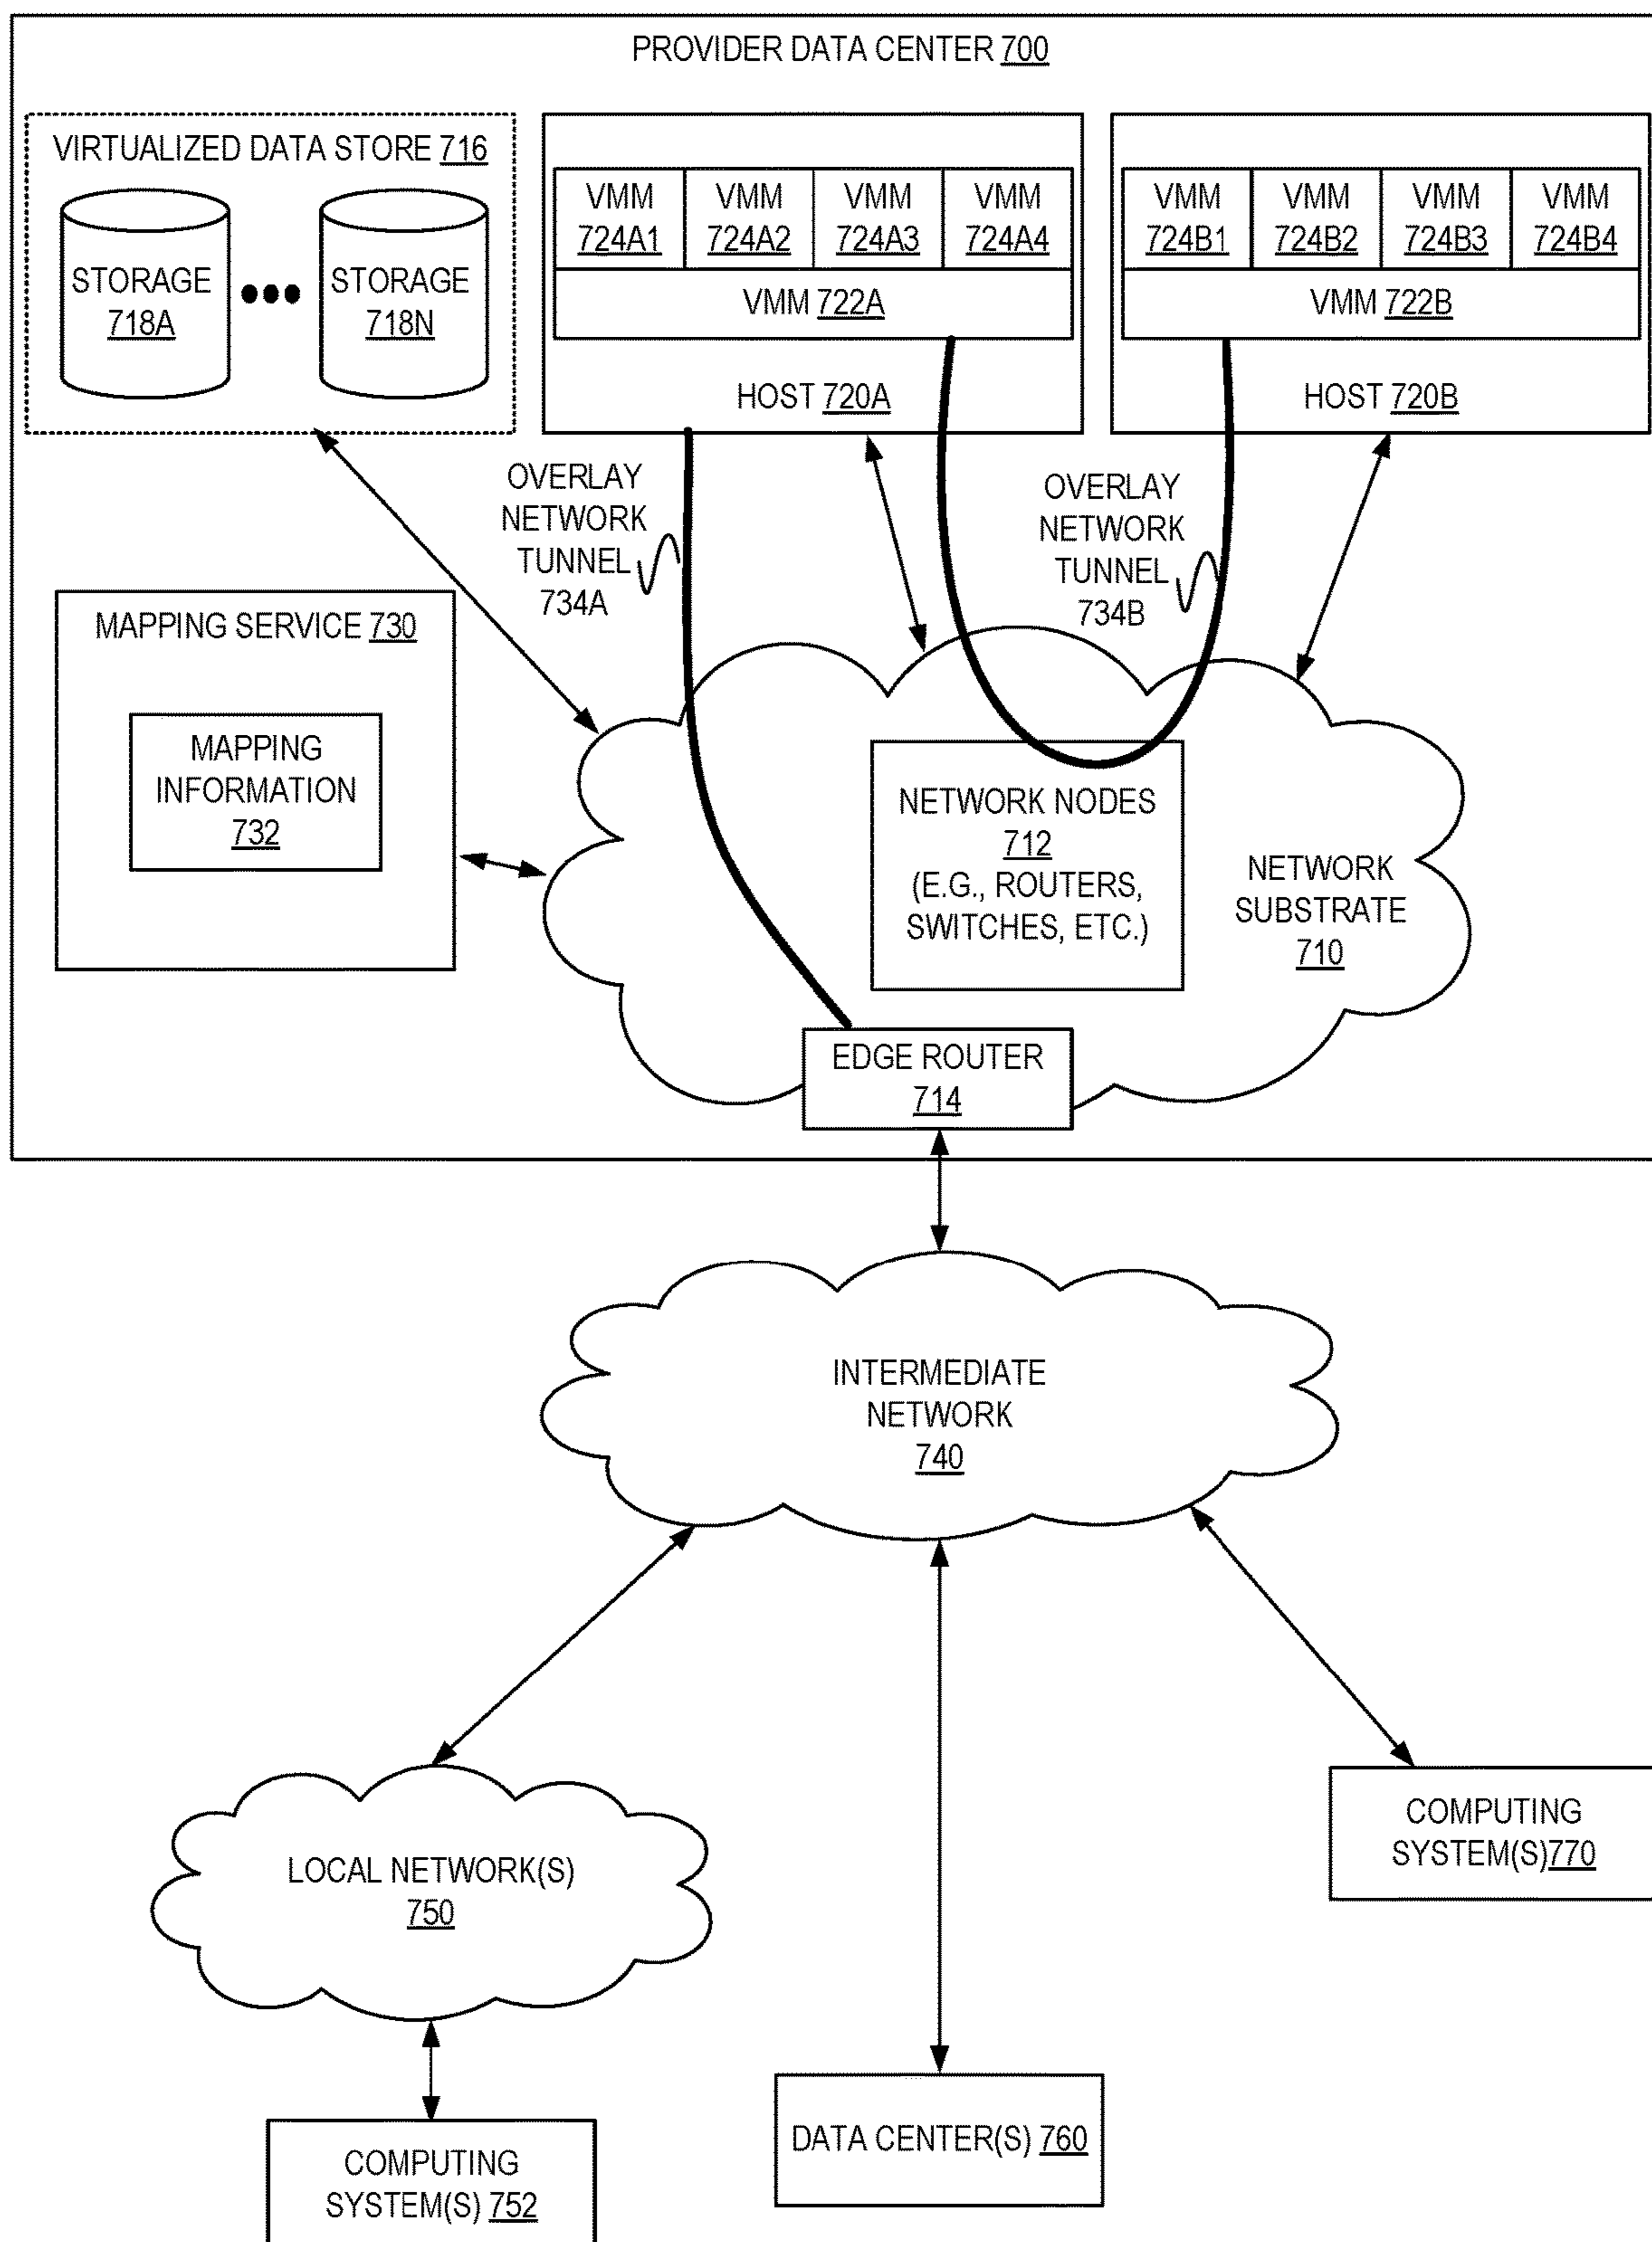 PROVIDER DATA CENTER 700
VIRTUALIZED DATA STORE 716
STORAGE
718A
STORAGE
718N
VMM
724A1
VMM
724A2
VMM
724A3
VMM
724A4
VMM 722A
HOST 720A
VMM
724B1
VMM
724B2
VMM
724B3
VMM
724B4
VMM 722B
HOST 720B
OVERLAY
NETWORK
TUNNEL
734A
OVERLAY
NETWORK
TUNNEL
734B
MAPPING SERVICE 730
MAPPING
INFORMATION
732
NETWORK NODES
712
(E.G., ROUTERS,
SWITCHES, ETC.)
NETWORK
SUBSTRATE
710
EDGE ROUTER
714
INTERMEDIATE
NETWORK
740
LOCAL NETWORK(S)
750
COMPUTING
SYSTEM(S)770
DATA CENTER(S) 760
COMPUTING
SYSTEM(S) 752